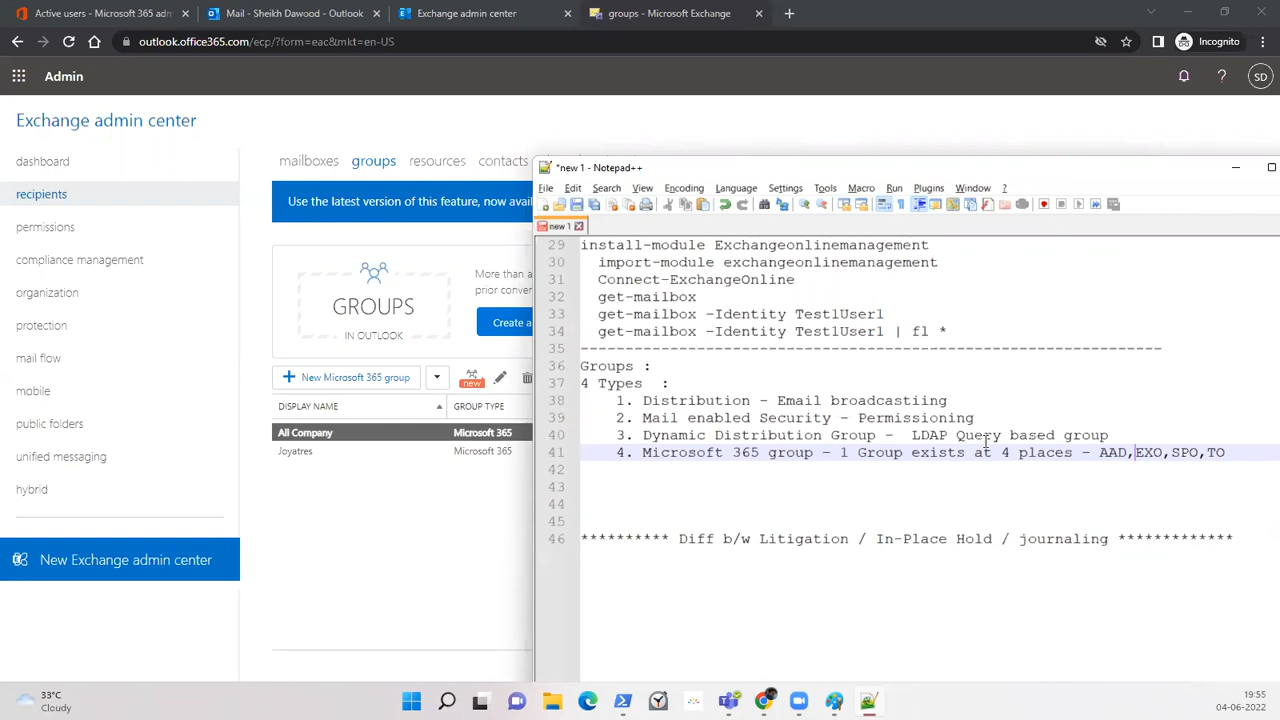 Active users - Microsoft 365 adm
Mail - Sheikh Dawood - Outlook
Exchange admin center
groups - Microsoft Exchange
outlook.office365.com/ecp/?form=eac&mkt=en-US
Incognito
Admin
SD
Exchange admin center
dashboard
recipients
permissions
compliance management
organization
protection
mail flow
mobile
public folders
unified messaging
hybrid
New Exchange admin center
mailboxes groups resources contacts
Use the latest version of this feature, now avail
GROUPS
IN OUTLOOK
More than a
prior conver
Create a
New Microsoft 365 group
new
DISPLAY NAME GROUP TYPE
All Company Microsoft 365
Joyatres Microsoft 365
*new 1 - Notepad++
File Edit Search View Encoding Language Settings Tools Macro Run Plugins Window ?
new 1
29 install-module Exchangeonlinemanagement
30 import-module exchangeonlinemanagement
31 Connect-ExchangeOnline
32 get-mailbox
33 get-mailbox -Identity Test1User1
34 get-mailbox -Identity Test1User1 | fl *
35 -----------------------------------------------------------------
36 Groups :
37 4 Types :
38 1. Distribution - Email broadcastiing
39 2. Mail enabled Security - Permissioning
40 3. Dynamic Distribution Group - LDAP Query based group
41 4. Microsoft 365 group - 1 Group exists at 4 places - AAD,EXO,SPO,TO
42
43
44
45
46 ********** Diff b/w Litigation / In-Place Hold / journaling *************
33°C
Cloudy
19:55
04-06-2022